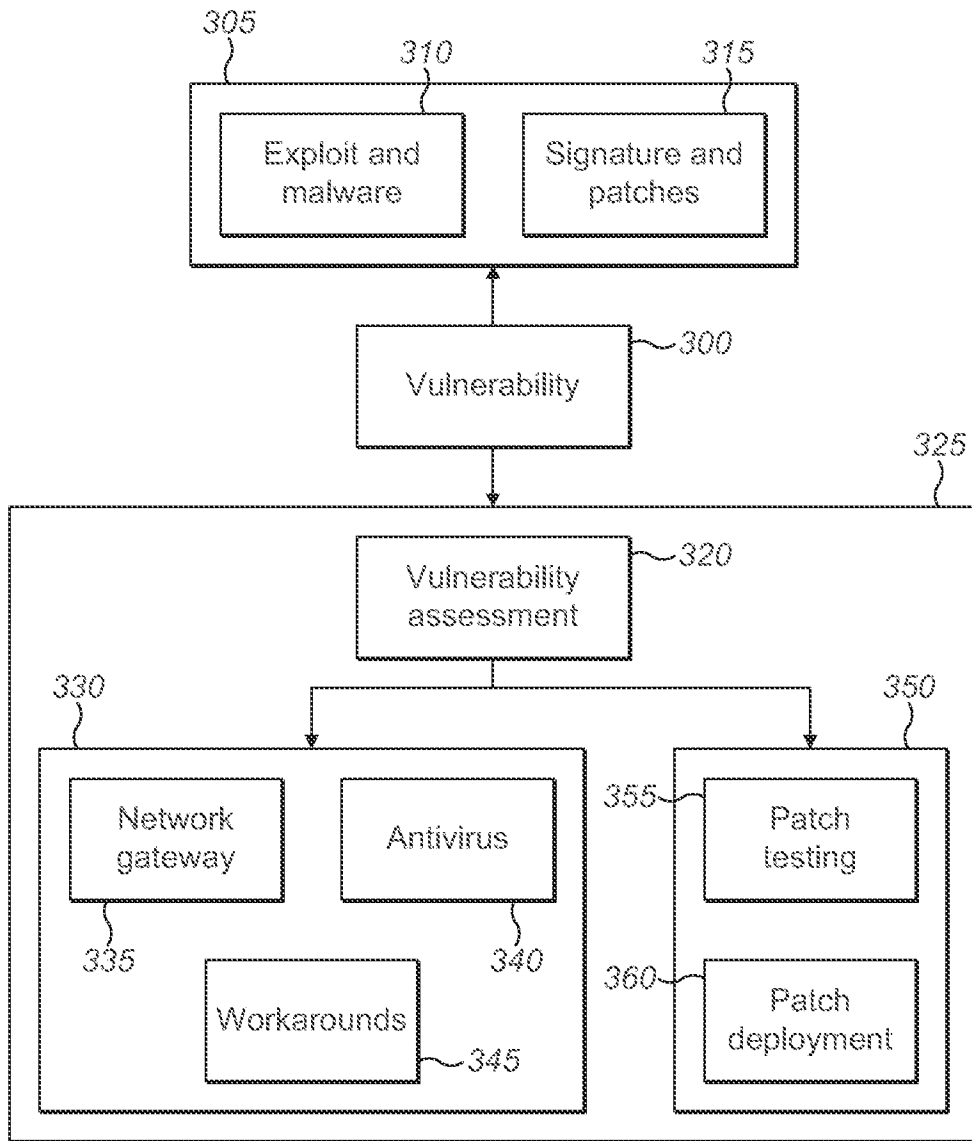 305
310
315
Exploit and
malware
Signature and
patches
300
Vulnerability
325
320
Vulnerability
assessment
330
350
Network
gateway
Antivirus
355
Patch
testing
335
340
Workarounds
345
360
Patch
deployment